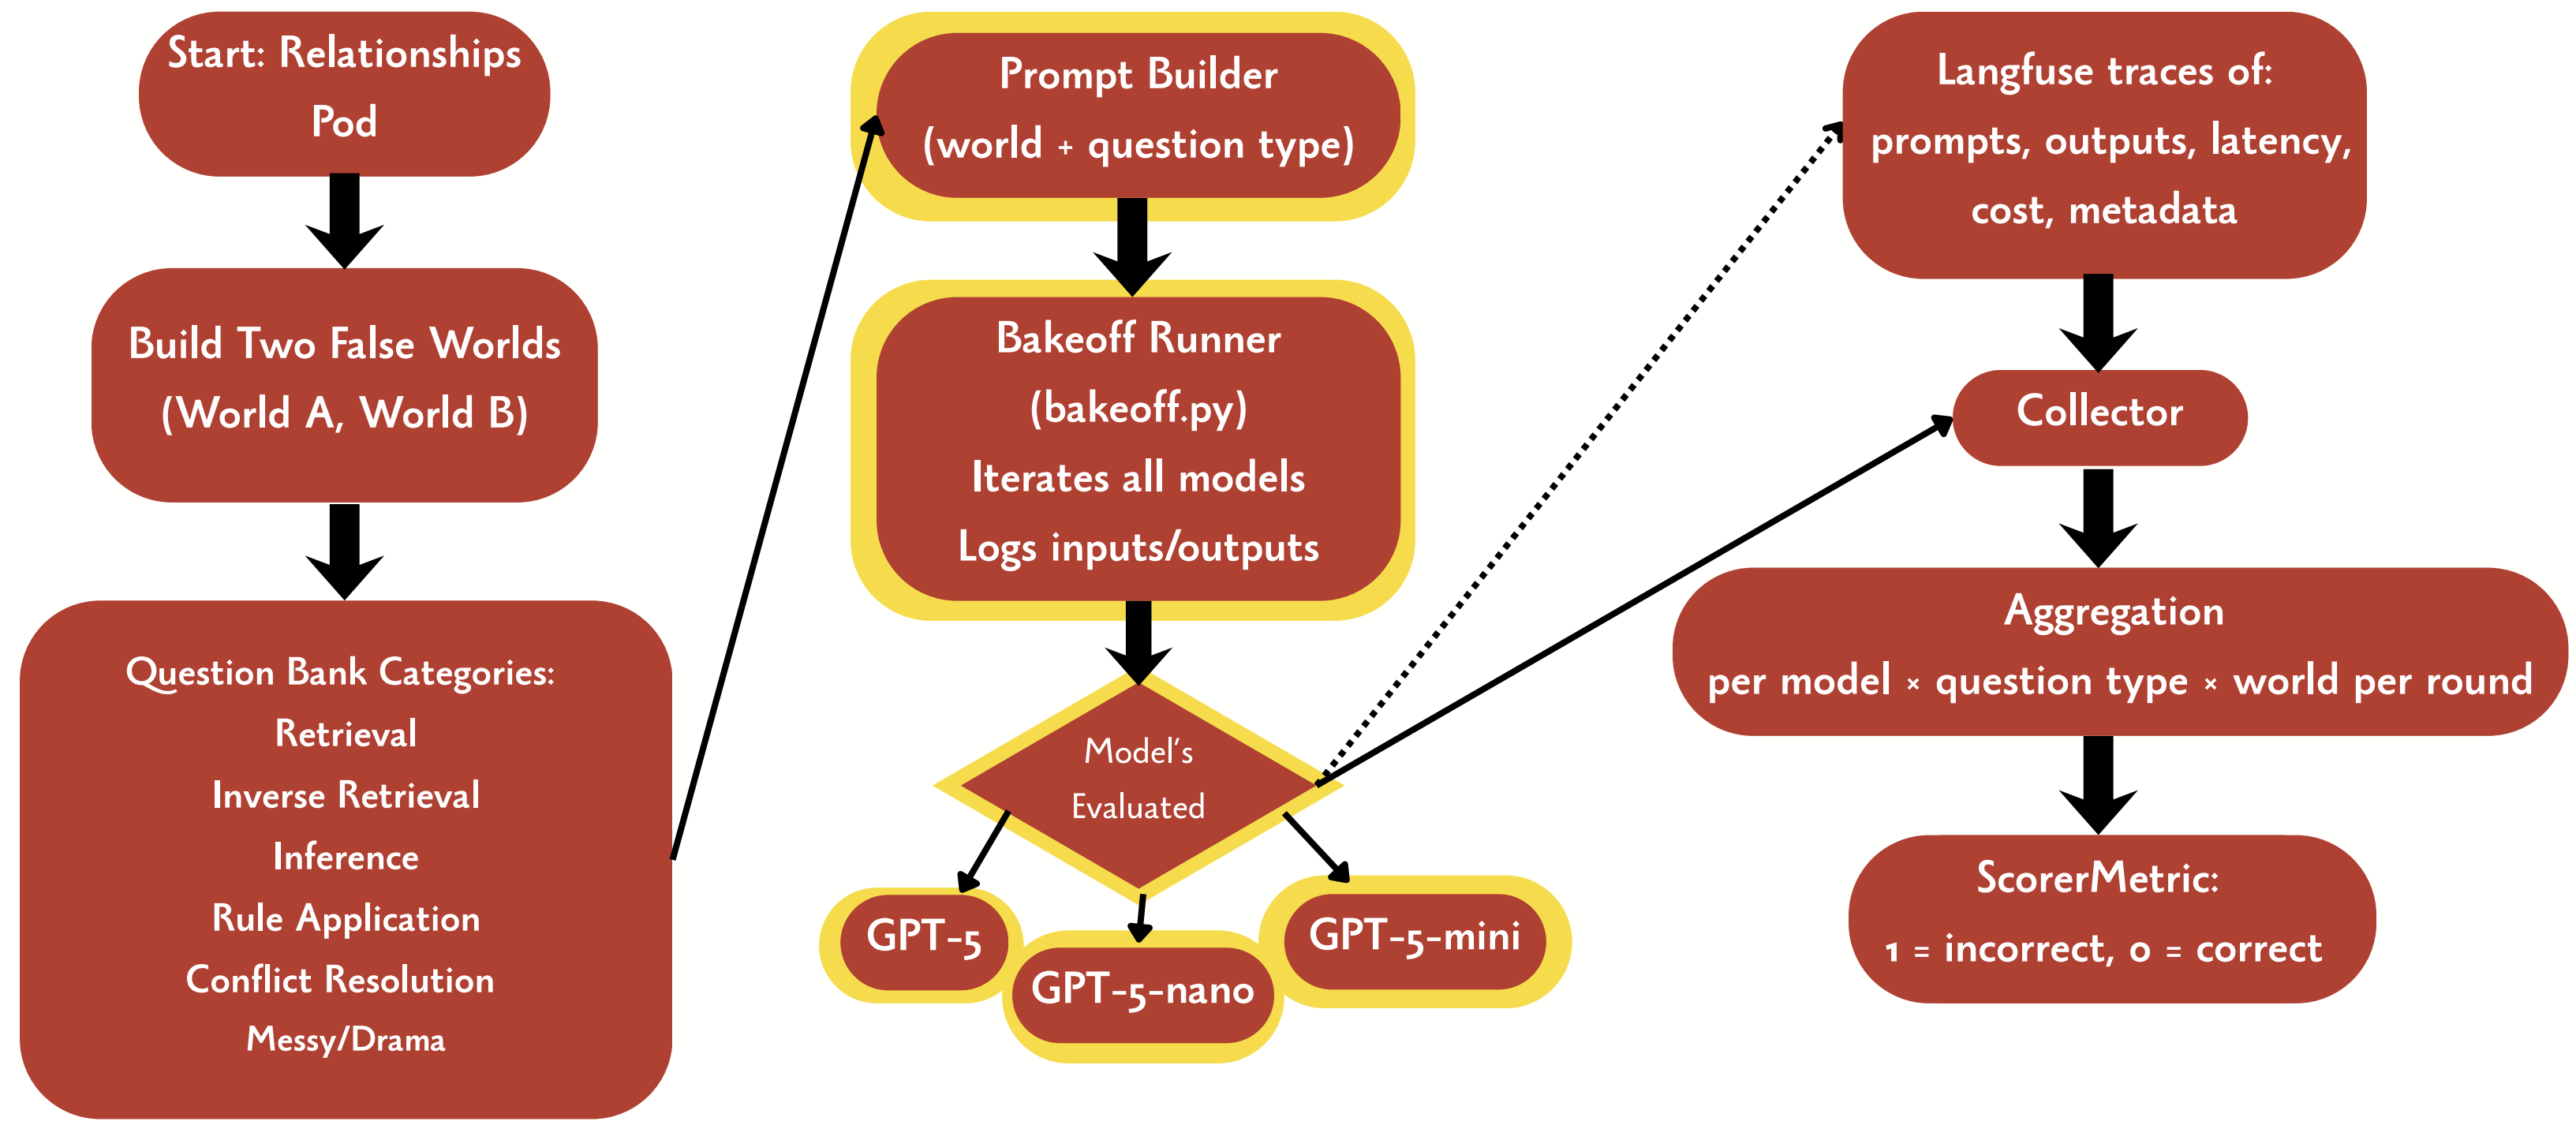 Start: Relationships
Pod
Build Two False Worlds
(World A, World B)
Question Bank Categories:
Retrieval
Inverse Retrieval
Inference
Rule Application
Conflict Resolution
Messy/Drama
Prompt Builder
(world + question type)
Bakeoff Runner
(bakeoff.py)
Iterates all models
Logs inputs/outputs
Model's
Evaluated
GPT-5
GPT-5-nano
GPT-5-mini
Langfuse traces of:
prompts, outputs, latency,
cost, metadata
Collector
Aggregation
per model × question type × world per round
ScorerMetric:
1 = incorrect, 0 = correct